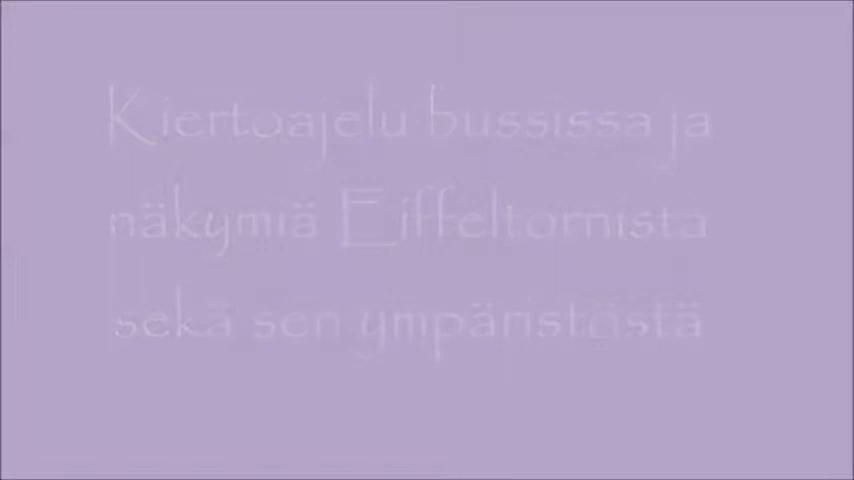 Kiertoajelu bussissa ja
näkymiä Eiffeltornista
sekä sen ympäristöstä